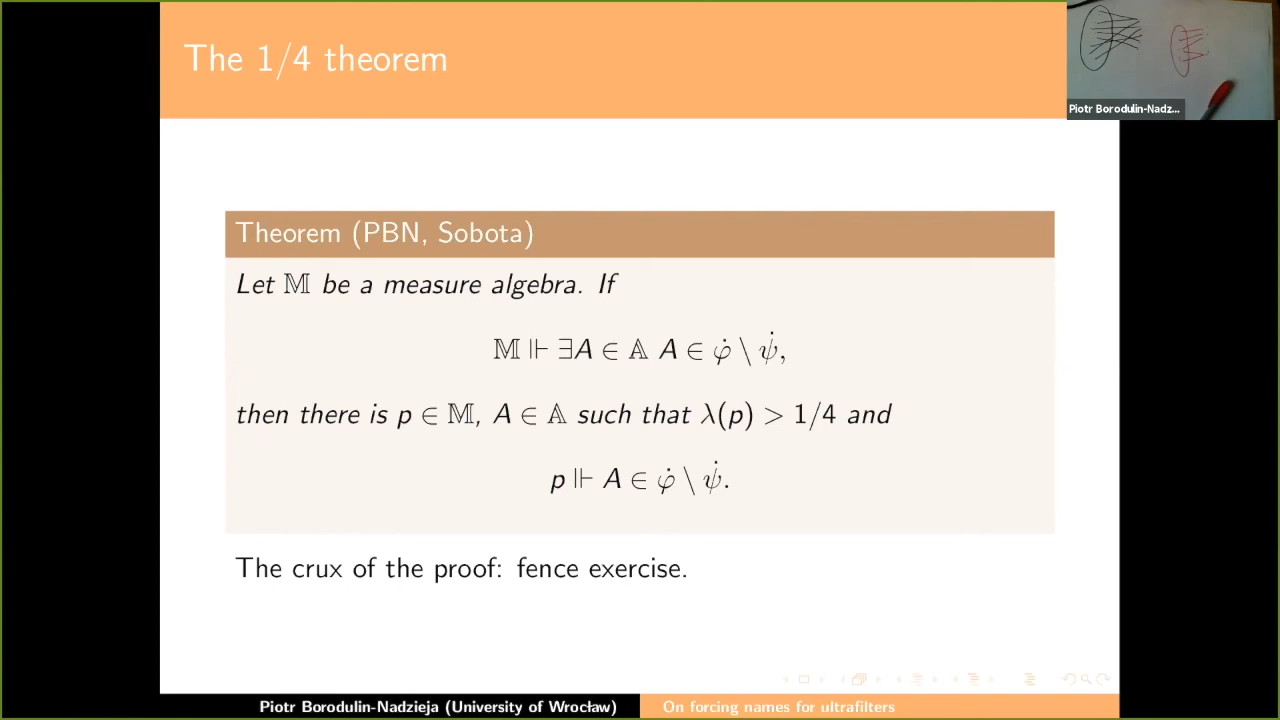 The 1/4 theorem
Piotr Borodulin-Nadz...
Theorem (PBN, Sobota)
Let 𝕄 be a measure algebra. If
𝕄 ⊩ ∃A ∈ 𝔸 A ∈ φ̇ \ ψ̇,
then there is p ∈ 𝕄, A ∈ 𝔸 such that λ(p) > 1/4 and
p ⊩ A ∈ φ̇ \ ψ̇.
The crux of the proof: fence exercise.
Piotr Borodulin-Nadzieja (University of Wrocław)
On forcing names for ultrafilters